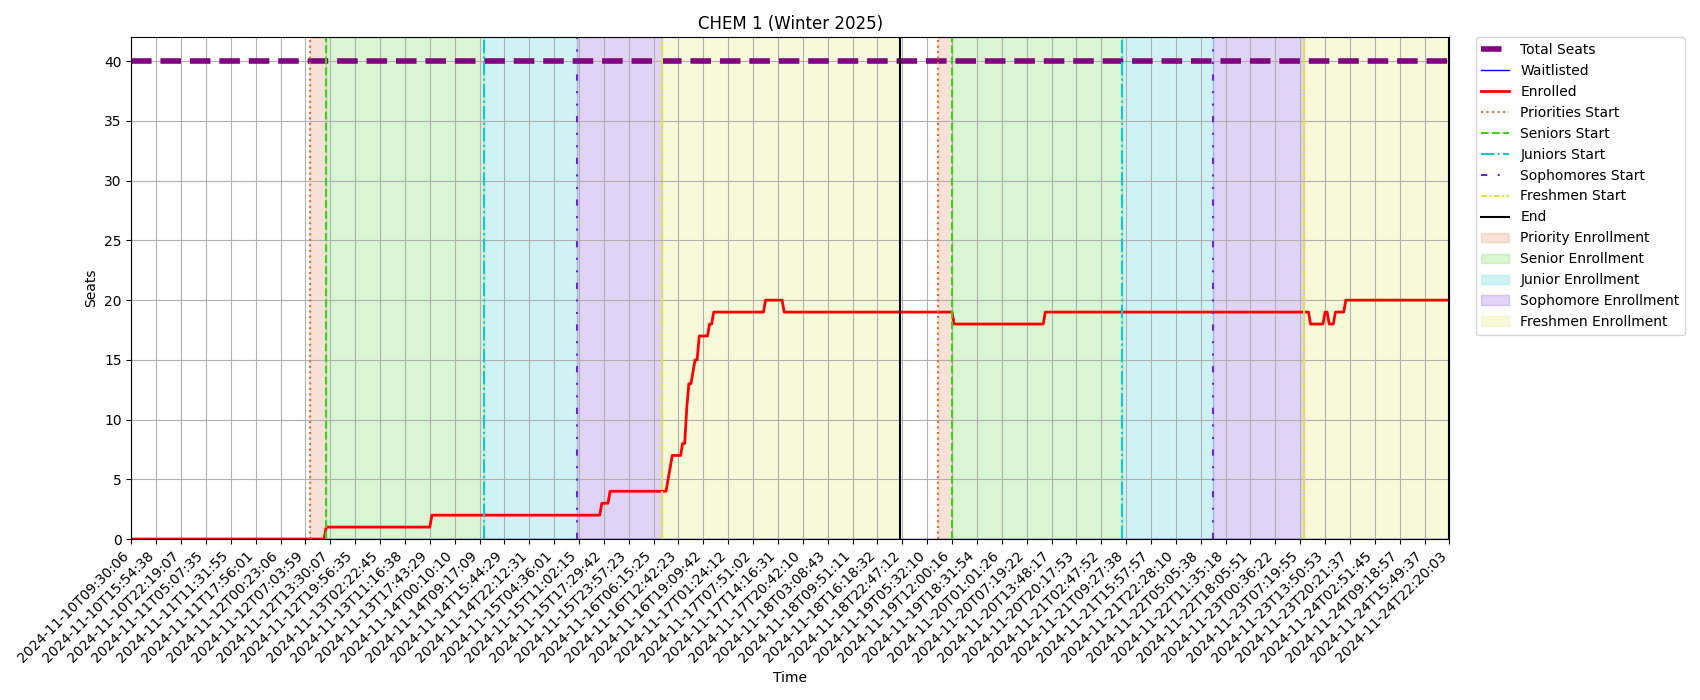 CHEM 1 (Winter 2025)
Seats
40
35
30
25
20
15
10
5
0
2024-11-10T09:30:06
2024-11-10T15:54:38
2024-11-10T22:19:07
2024-11-11T05:07:35
2024-11-11T11:31:55
2024-11-11T17:56:01
2024-11-12T00:23:06
2024-11-12T07:03:59
2024-11-12T13:30:07
2024-11-12T19:56:35
2024-11-13T02:22:45
2024-11-13T11:16:38
2024-11-13T17:43:29
2024-11-14T00:10:10
2024-11-14T09:17:09
2024-11-14T15:44:29
2024-11-14T22:12:31
2024-11-15T04:36:01
2024-11-15T11:02:15
2024-11-15T17:29:42
2024-11-15T23:57:23
2024-11-16T06:15:25
2024-11-16T12:42:23
2024-11-16T19:09:42
2024-11-17T01:24:12
2024-11-17T07:51:02
2024-11-17T14:16:31
2024-11-17T20:42:10
2024-11-18T03:08:43
2024-11-18T09:51:11
2024-11-18T16:18:32
2024-11-18T22:47:12
2024-11-19T05:32:10
2024-11-19T12:00:16
2024-11-19T18:31:54
2024-11-20T01:01:26
2024-11-20T07:19:22
2024-11-20T13:48:17
2024-11-20T20:17:53
2024-11-21T02:47:52
2024-11-21T09:27:38
2024-11-21T15:57:57
2024-11-21T22:28:10
2024-11-22T05:05:38
2024-11-22T11:35:18
2024-11-22T18:05:51
2024-11-23T00:36:22
2024-11-23T07:19:55
2024-11-23T13:50:53
2024-11-23T20:21:37
2024-11-24T02:51:45
2024-11-24T09:18:57
2024-11-24T15:49:37
2024-11-24T22:20:03
Time
Total Seats
Waitlisted
Enrolled
Priorities Start
Seniors Start
Juniors Start
Sophomores Start
Freshmen Start
End
Priority Enrollment
Senior Enrollment
Junior Enrollment
Sophomore Enrollment
Freshmen Enrollment